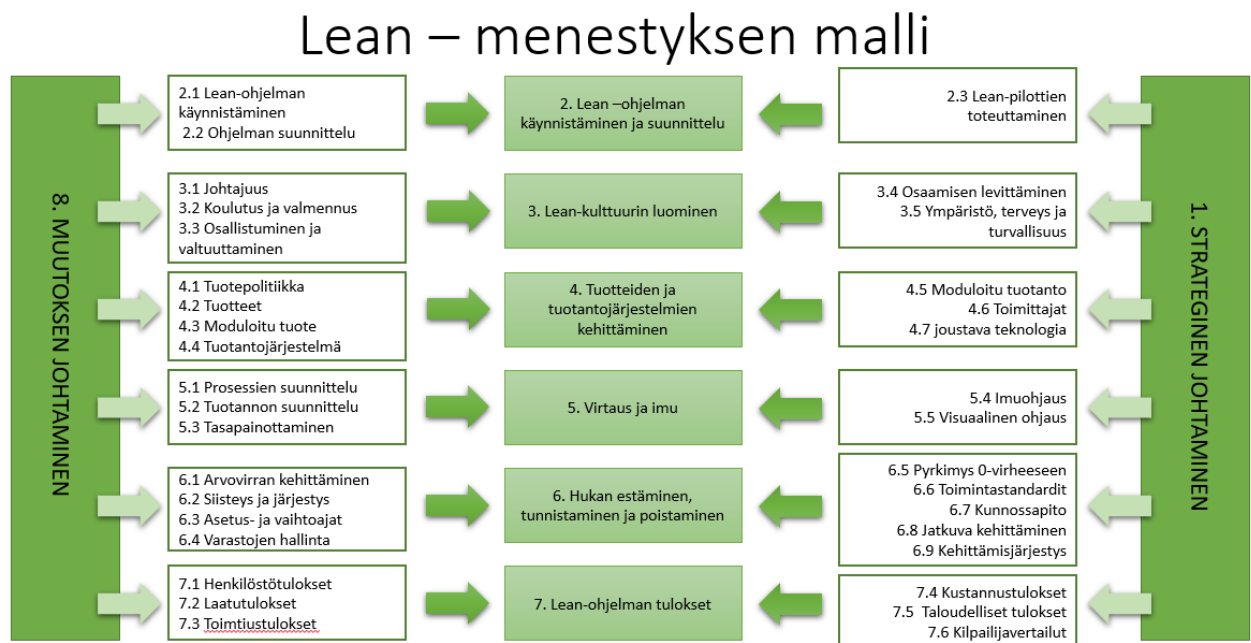 Lean – menestyksen malli
8. MUUTOKSEN JOHTAMINEN
2.1 Lean-ohjelman
käynnistäminen
2.2 Ohjelman suunnittelu
2. Lean –ohjelman
käynnistäminen ja suunnittelu
2.3 Lean-pilottien
toteuttaminen
3.1 Johtajuus
3.2 Koulutus ja valmennus
3.3 Osallistuminen ja
valtuuttaminen
3. Lean-kulttuurin luominen
3.4 Osaamisen levittäminen
3.5 Ympäristö, terveys ja
turvallisuus
4.1 Tuotepolitiikka
4.2 Tuotteet
4.3 Moduloitu tuote
4.4 Tuotantojärjestelmä
4. Tuotteiden ja
tuotantojärjestelmien
kehittäminen
4.5 Moduloitu tuotanto
4.6 Toimittajat
4.7 joustava teknologia
5.1 Prosessien suunnittelu
5.2 Tuotannon suunnittelu
5.3 Tasapainottaminen
5. Virtaus ja imu
5.4 Imuohjaus
5.5 Visuaalinen ohjaus
6.1 Arvovirran kehittäminen
6.2 Siisteys ja järjestys
6.3 Asetus- ja vaihtoajat
6.4 Varastojen hallinta
6. Hukan estäminen,
tunnistaminen ja poistaminen
6.5 Pyrkimys 0-virheeseen
6.6 Toimintastandardit
6.7 Kunnossapito
6.8 Jatkuva kehittäminen
6.9 Kehittämisjärjestys
7.1 Henkilöstötulokset
7.2 Laatutulokset
7.3 Toimtiustulokset
7. Lean-ohjelman tulokset
7.4 Kustannustulokset
7.5 Taloudelliset tulokset
7.6 Kilpailijavertailut
1. STRATEGINEN JOHTAMINEN